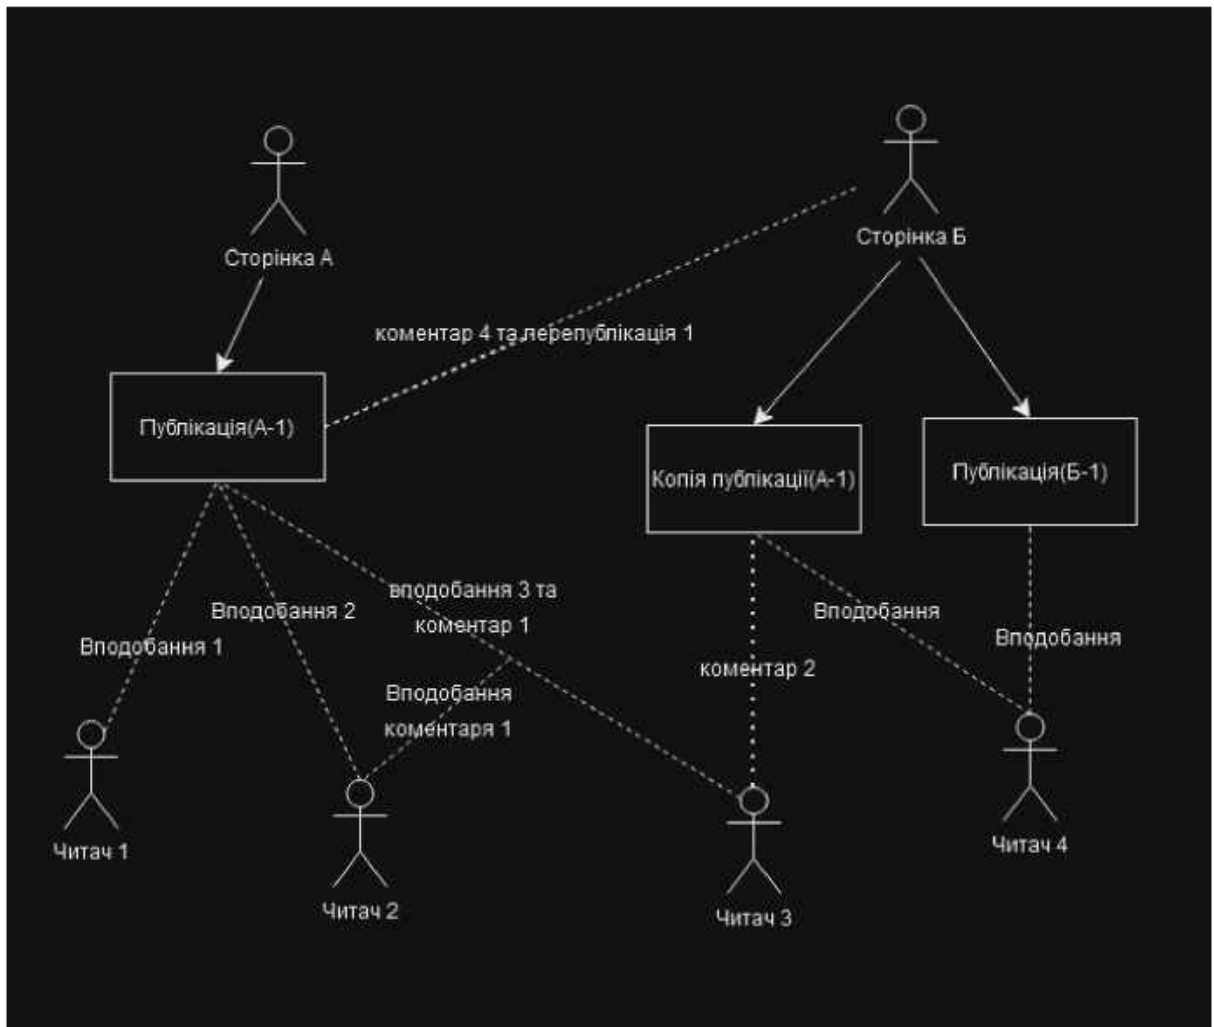 Сторінка А
Сторінка Б
коментар 4 та перепублікація 1
Публікація(А-1)
Копія публікації(А-1)
Публікація(Б-1)
вподобання 3 та
коментар 1
Вподобання 2
Вподобання 1
Вподобання
Вподобання
коментар 2
Вподобання
коментаря 1
Читач 1
Читач 2
Читач 3
Читач 4